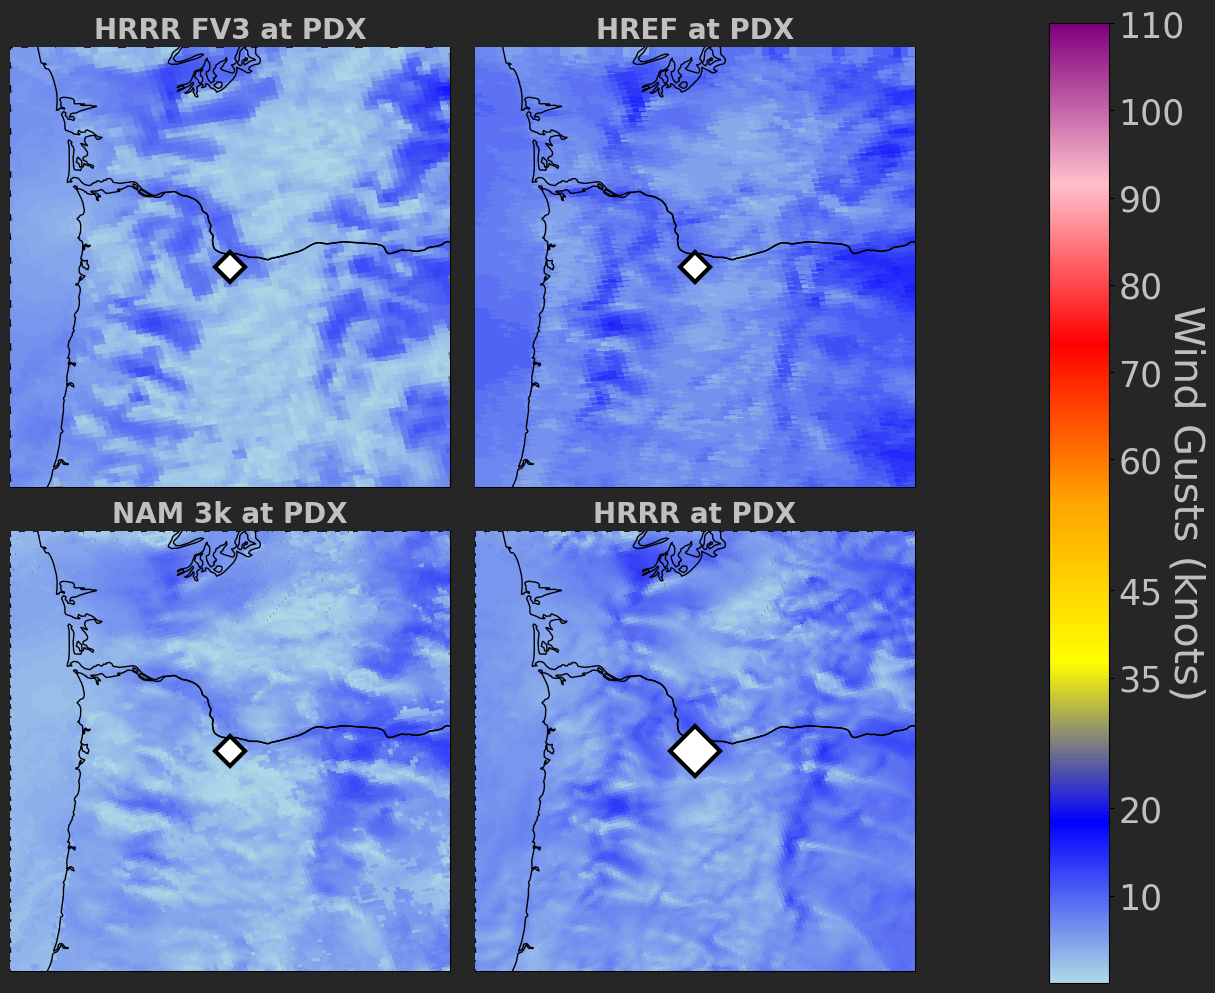 HRRR FV3 at PDX
HREF at PDX
NAM 3k at PDX
HRRR at PDX
110
100
90
80
70
60
45
35
20
10
Wind Gusts (knots)